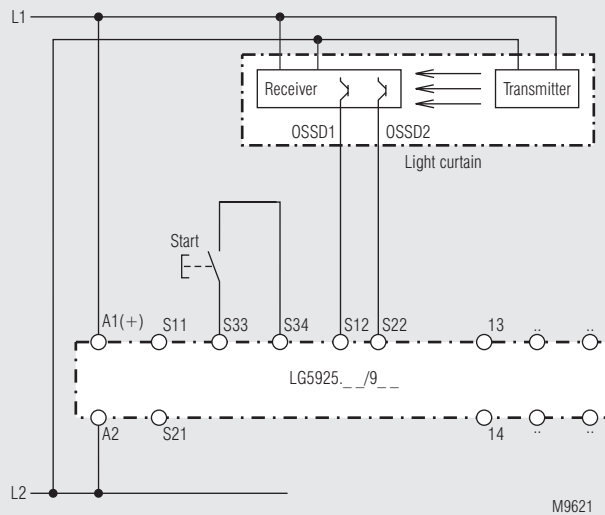 L1
Receiver
Transmitter
OSSD1
OSSD2
Light curtain
Start
A1(+)
S11
S33
S34
S12
S22
13
..
..
LG5925._ _/9_ _
A2
S21
14
..
..
L2
M9621